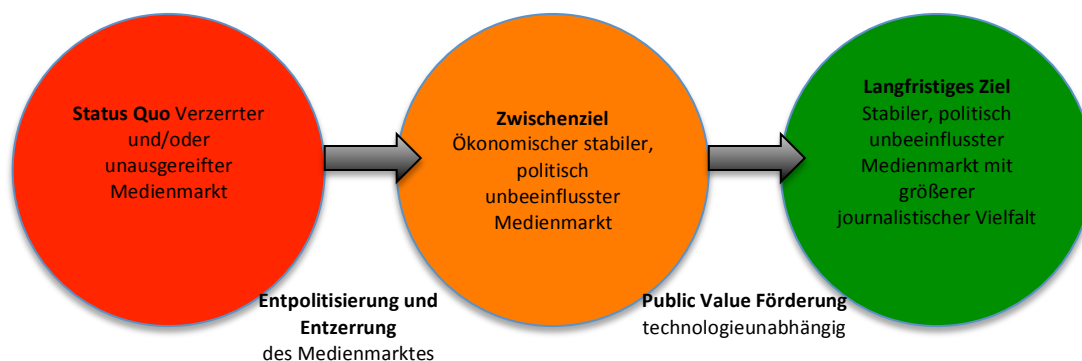 Status Quo Verzerrter
und/oder
unausgereifter
Medienmarkt
Entpolitisierung und
Entzerrung
des Medienmarktes
Zwischenziel
Ökonomischer stabiler,
politisch
unbeeinflusster
Medienmarkt
Public Value Förderung
technologieunabhängig
Langfristiges Ziel
Stabiler, politisch
unbeeinflusster
Medienmarkt mit
größerer
journalistischer Vielfalt